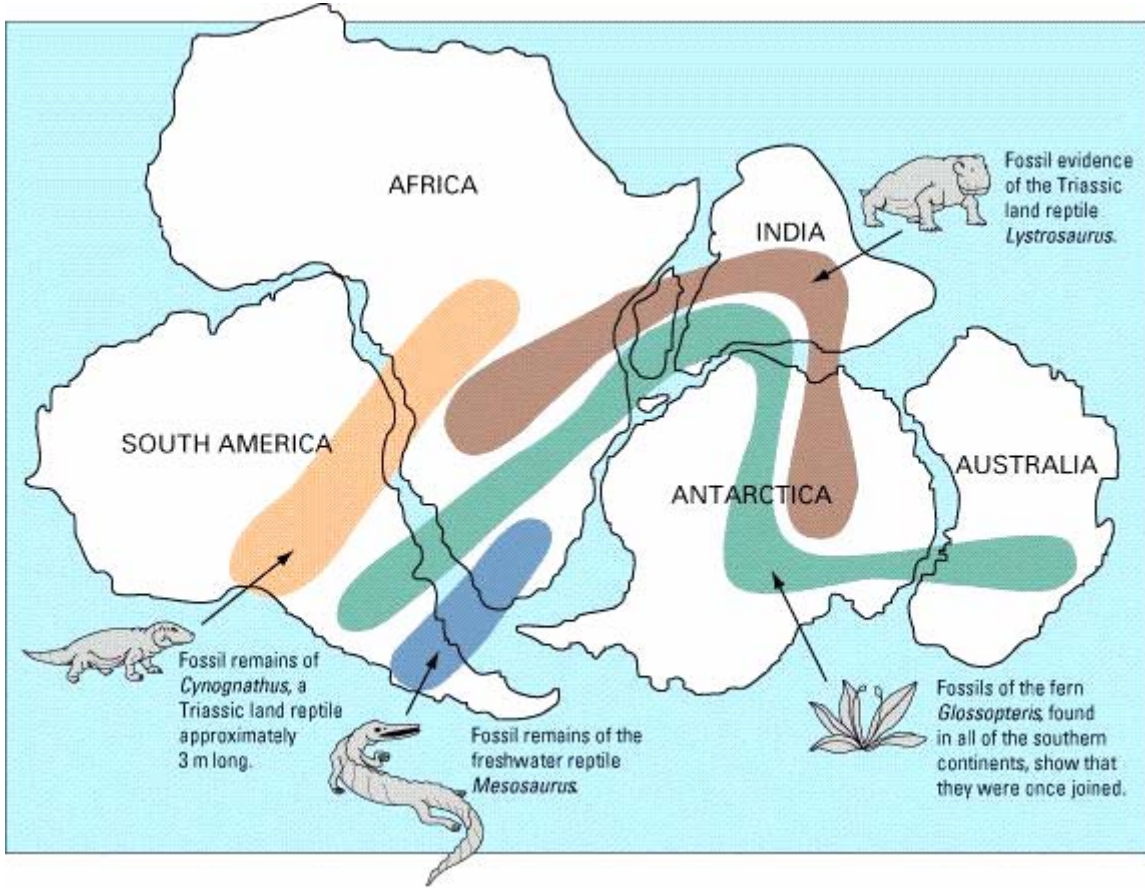 AFRICA
INDIA
SOUTH AMERICA
ANTARCTICA
AUSTRALIA
Fossil evidence
of the Triassic
land reptile
Lystrosaurus.
Fossil remains of
Cynognathus, a
Triassic land reptile
approximately
3 m long.
Fossil remains of the
freshwater reptile
Mesosaurus.
Fossils of the fern
Glossopteris, found
in all of the southern
continents, show that
they were once joined.